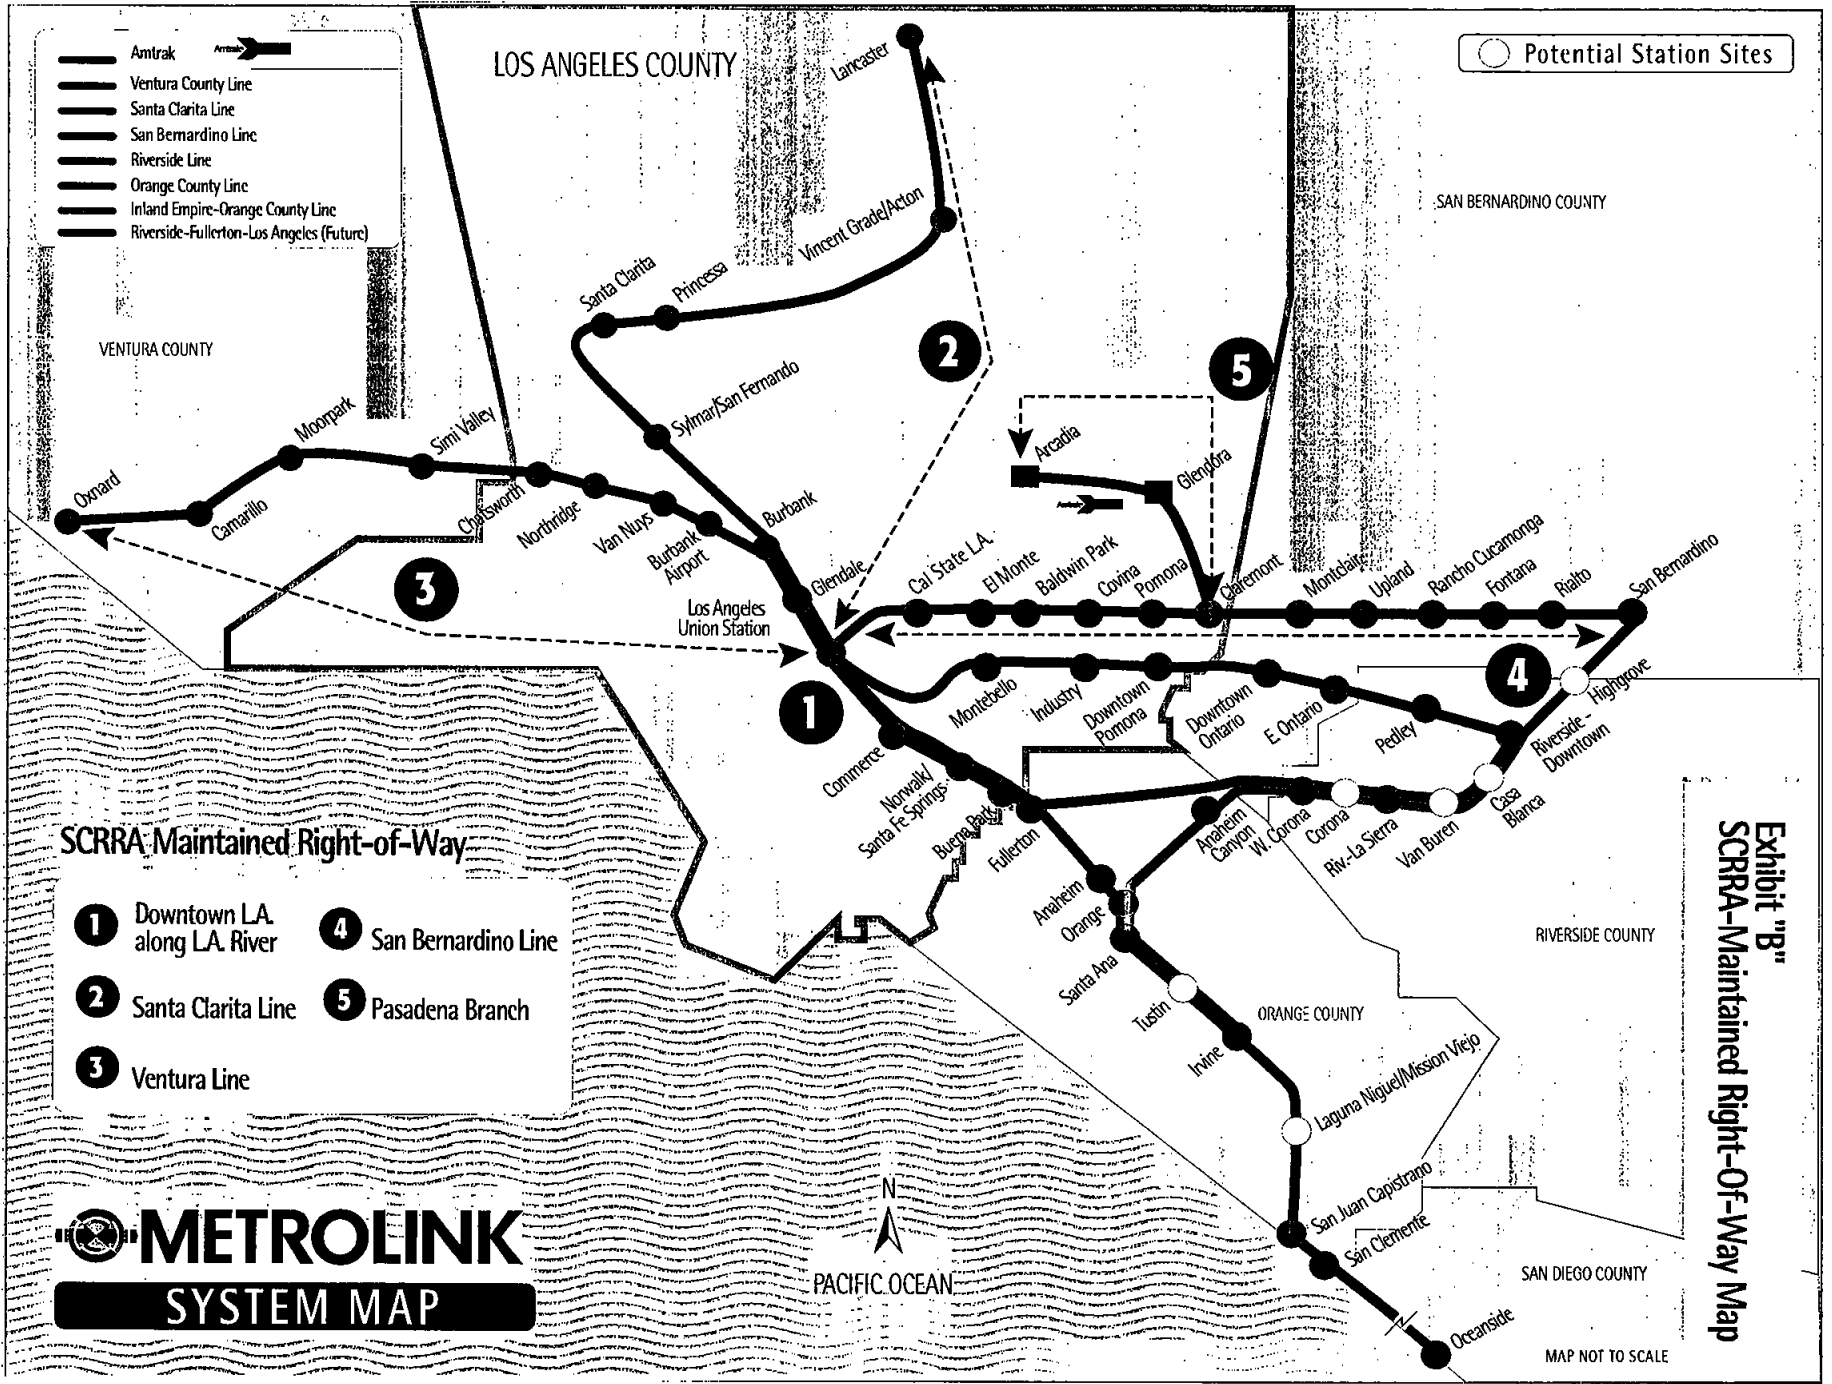 Amtrak
Amtrak
Ventura County Line
Santa Clarita Line
San Bernardino Line
Riverside Line
Orange County Line
Inland Empire-Orange County Line
Riverside-Fullerton-Los Angeles (Future)
LOS ANGELES COUNTY
Potential Station Sites
SAN BERNARDINO COUNTY
VENTURA COUNTY
Lancaster
Vincent Grade/Acton
Princessa
Santa Clarita
Sylmar/San Fernando
2
5
Arcadia
Glendora
Amtrak
Oxnard
Camarillo
Moorpark
Simi Valley
Chatsworth
Northridge
Van Nuys
Burbank
Airport
Burbank
Glendale
3
Los Angeles
Union Station
Cal State L.A.
El Monte
Baldwin Park
Covina
Pomona
Claremont
Montclair
Upland
Rancho Cucamonga
Fontana
Rialto
San Bernardino
1
4
Montebello
Industry
Downtown
Pomona
Downtown
Ontario
E. Ontario
Pedley
Riverside-
Downtown
Highgrove
Commerce
Norwalk/
Santa Fe Springs
Buena Park
Fullerton
Anaheim
Canyon
W. Corona
Corona
Riv.-La Sierra
Van Buren
Casa
Blanca
Anaheim
Orange
Santa Ana
Tustin
Irvine
Laguna Niguel/Mission Viejo
San Juan Capistrano
San Clemente
Oceanside
ORANGE COUNTY
RIVERSIDE COUNTY
SAN DIEGO COUNTY
MAP NOT TO SCALE
Exhibit "B"
SCRRA-Maintained Right-Of-Way Map
SCRRA Maintained Right-of-Way
1 Downtown L.A.
along L.A. River
2 Santa Clarita Line
3 Ventura Line
4 San Bernardino Line
5 Pasadena Branch
N
PACIFIC OCEAN
METROLINK
SYSTEM MAP